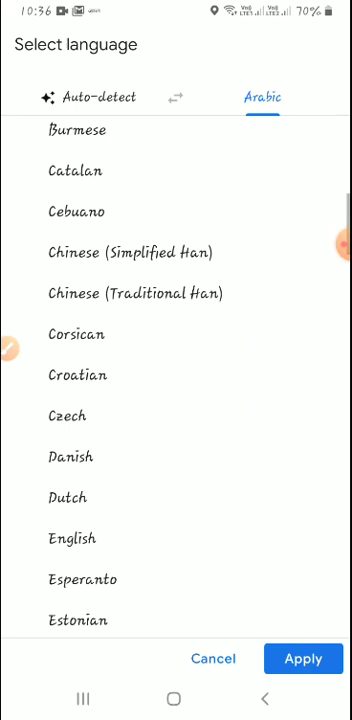 10:36 70%
Select language
Auto-detect Arabic
Burmese
Catalan
Cebuano
Chinese (Simplified Han)
Chinese (Traditional Han)
Corsican
Croatian
Czech
Danish
Dutch
English
Esperanto
Estonian
Cancel Apply